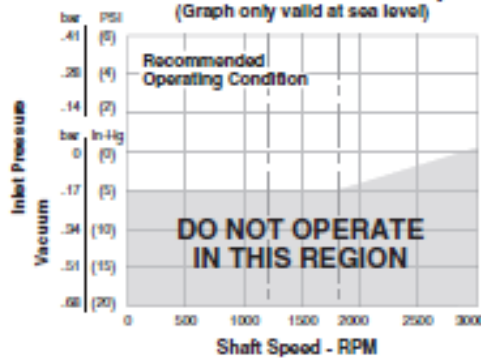 (Graph only valid at sea level)
bar PSI
.41 (6)
Recommended
Operating Condition
.28 (4)
.14 (2)
bar In-Hg
0 (0)
.17 (5)
.34 (10)
.51 (15)
.68 (20)
Inlet Pressure
Vacuum
DO NOT OPERATE
IN THIS REGION
0 500 1000 1500 2000 2500 3000
Shaft Speed - RPM